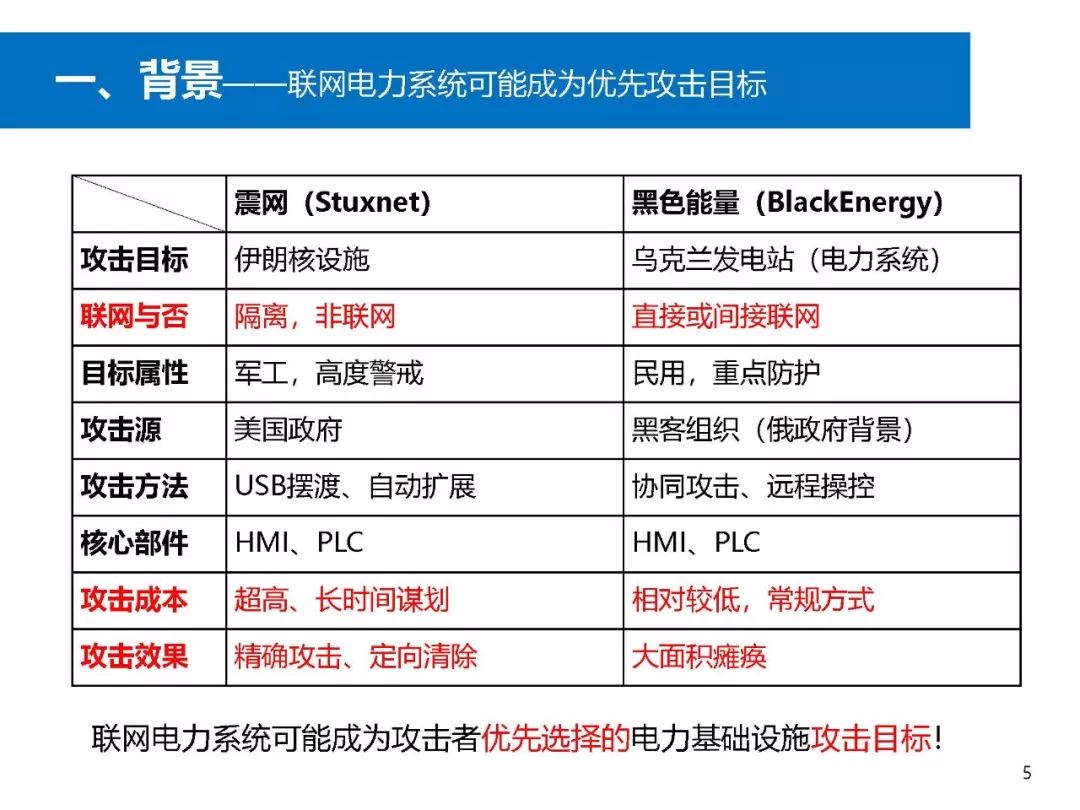 一、背景——联网电力系统可能成为优先攻击目标
震网（Stuxnet） 黑色能量（BlackEnergy）
攻击目标 伊朗核设施 乌克兰发电站（电力系统）
联网与否 隔离，非联网 直接或间接联网
目标属性 军工，高度警戒 民用，重点防护
攻击源 美国政府 黑客组织（俄政府背景）
攻击方法 USB摆渡、自动扩展 协同攻击、远程操控
核心部件 HMI、PLC HMI、PLC
攻击成本 超高、长时间谋划 相对较低，常规方式
攻击效果 精确攻击、定向清除 大面积瘫痪
联网电力系统可能成为攻击者优先选择的电力基础设施攻击目标！
5